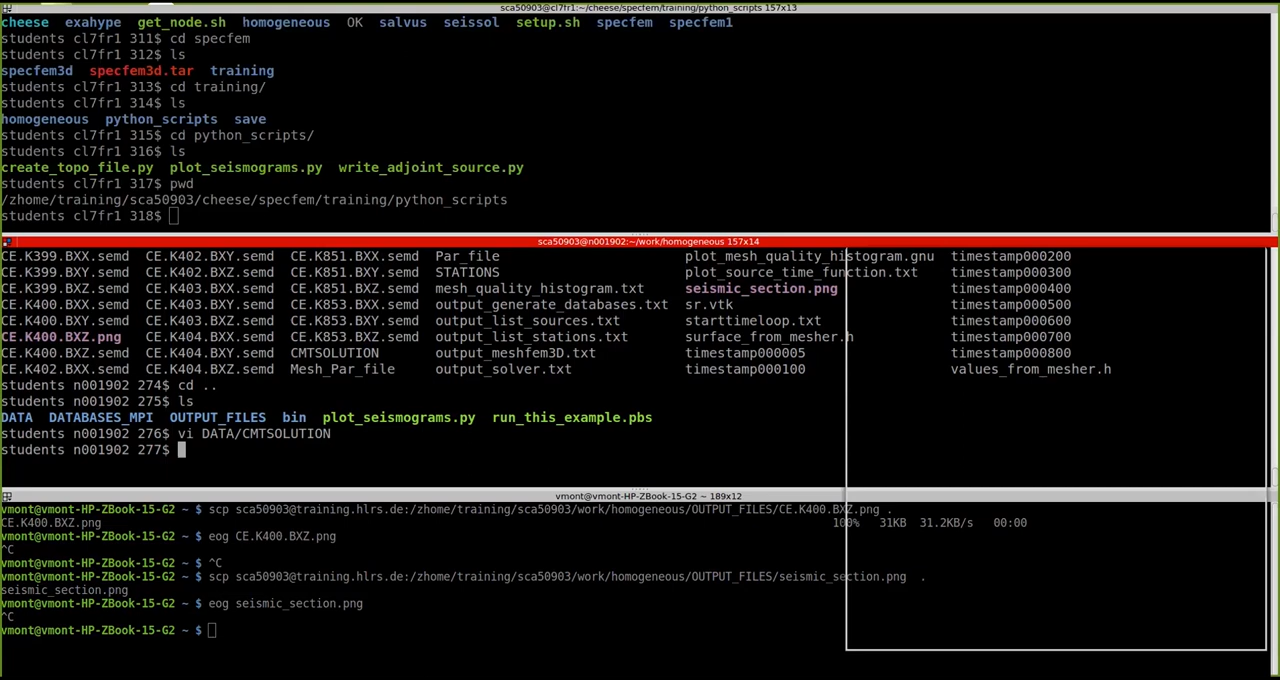 sca50903@cl7fr1:~/cheese/specfem/training/python_scripts 157x13
cheese  exahype  get_node.sh  homogeneous  OK  salvus  seissol  setup.sh  specfem  specfem1
students cl7fr1 311$ cd specfem
students cl7fr1 312$ ls
specfem3d  specfem3d.tar  training
students cl7fr1 313$ cd training/
students cl7fr1 314$ ls
homogeneous  python_scripts  save
students cl7fr1 315$ cd python_scripts/
students cl7fr1 316$ ls
create_topo_file.py  plot_seismograms.py  write_adjoint_source.py
students cl7fr1 317$ pwd
/zhome/training/sca50903/cheese/specfem/training/python_scripts
students cl7fr1 318$
sca50903@n001902:~/work/homogeneous 157x14
CE.K399.BXX.semd  CE.K402.BXY.semd  CE.K851.BXX.semd  Par_file  plot_mesh_quality_histogram.gnu  timestamp000200
CE.K399.BXY.semd  CE.K402.BXZ.semd  CE.K851.BXY.semd  STATIONS  plot_source_time_function.txt  timestamp000300
CE.K399.BXZ.semd  CE.K403.BXX.semd  CE.K851.BXZ.semd  mesh_quality_histogram.txt  seismic_section.png  timestamp000400
CE.K400.BXX.semd  CE.K403.BXY.semd  CE.K853.BXX.semd  output_generate_databases.txt  sr.vtk  timestamp000500
CE.K400.BXY.semd  CE.K403.BXZ.semd  CE.K853.BXY.semd  output_list_sources.txt  starttimeloop.txt  timestamp000600
CE.K400.BXZ.png  CE.K404.BXX.semd  CE.K853.BXZ.semd  output_list_stations.txt  surface_from_mesher.h  timestamp000700
CE.K400.BXZ.semd  CE.K404.BXY.semd  CMTSOLUTION  output_meshfem3D.txt  timestamp000005  timestamp000800
CE.K402.BXX.semd  CE.K404.BXZ.semd  Mesh_Par_file  output_solver.txt  timestamp000100  values_from_mesher.h
students n001902 274$ cd ..
students n001902 275$ ls
DATA  DATABASES_MPI  OUTPUT_FILES  bin  plot_seismograms.py  run_this_example.pbs
students n001902 276$ vi DATA/CMTSOLUTION
students n001902 277$
vmont@vmont-HP-ZBook-15-G2:~ 189x12
vmont@vmont-HP-ZBook-15-G2 ~ $ scp sca50903@training.hlrs.de:/zhome/training/sca50903/work/homogeneous/OUTPUT_FILES/CE.K400.BXZ.png .
CE.K400.BXZ.png  100%  31KB  31.2KB/s  00:00
vmont@vmont-HP-ZBook-15-G2 ~ $ eog CE.K400.BXZ.png
^C
vmont@vmont-HP-ZBook-15-G2 ~ $ ^C
vmont@vmont-HP-ZBook-15-G2 ~ $ scp sca50903@training.hlrs.de:/zhome/training/sca50903/work/homogeneous/OUTPUT_FILES/seismic_section.png  .
seismic_section.png
vmont@vmont-HP-ZBook-15-G2 ~ $ eog seismic_section.png
^C
vmont@vmont-HP-ZBook-15-G2 ~ $